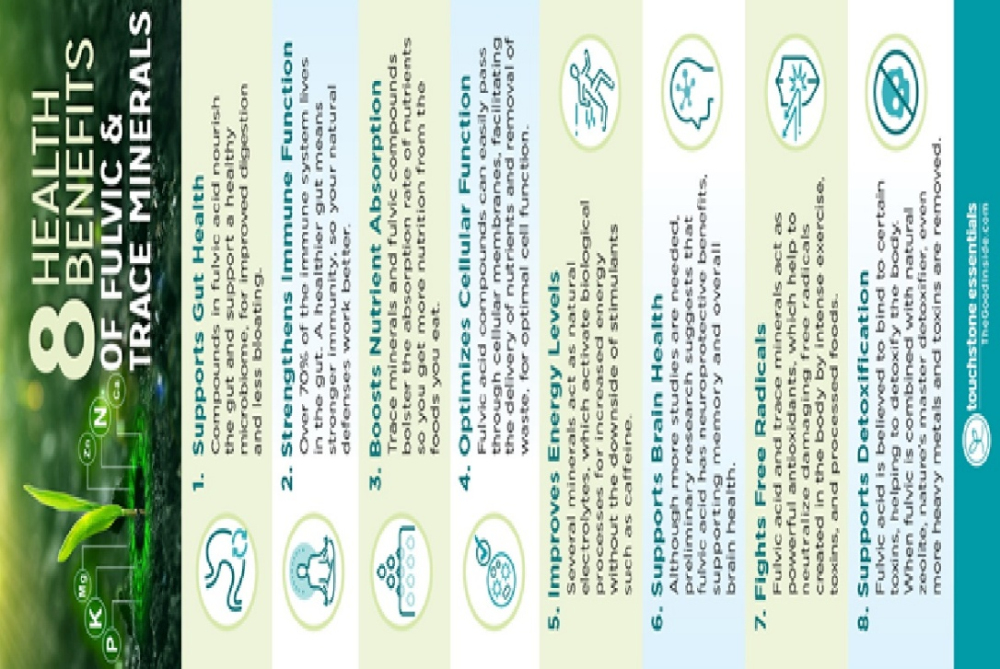 8 HEALTH
BENEFITS
OF FULVIC &
TRACE MINERALS
P
K
Mg
Zn
N
Ca
1. Supports Gut Health
Compounds in fulvic acid nourish
the gut and support a healthy
microbiome, for improved digestion
and less bloating.
2. Strengthens Immune Function
Over 70% of the immune system lives
in the gut. A healthier gut means
stronger immunity, so your natural
defenses work better.
3. Boosts Nutrient Absorption
Trace minerals and fulvic compounds
bolster the absorption rate of nutrients
so you get more nutrition from the
foods you eat.
4. Optimizes Cellular Function
Fulvic acid compounds can easily pass
through cellular membranes, facilitating
the delivery of nutrients and removal of
waste, for optimal cell function.
5. Improves Energy Levels
Several minerals act as natural
electrolytes, which activate biological
processes for increased energy
without the downside of stimulants
such as caffeine.
6. Supports Brain Health
Although more studies are needed,
preliminary research suggests that
fulvic acid has neuroprotective benefits,
supporting memory and overall
brain health.
7. Fights Free Radicals
Fulvic acid and trace minerals act as
powerful antioxidants, which help to
neutralize damaging free radicals
created in the body by intense exercise,
toxins, and processed foods.
8. Supports Detoxification
Fulvic acid is believed to bind to certain
toxins, helping to detoxify the body.
When fulvic is combined with natural
zeolite, nature's master detoxifier, even
more heavy metals and toxins are removed.
touchstone essentials
TheGoodInside.com